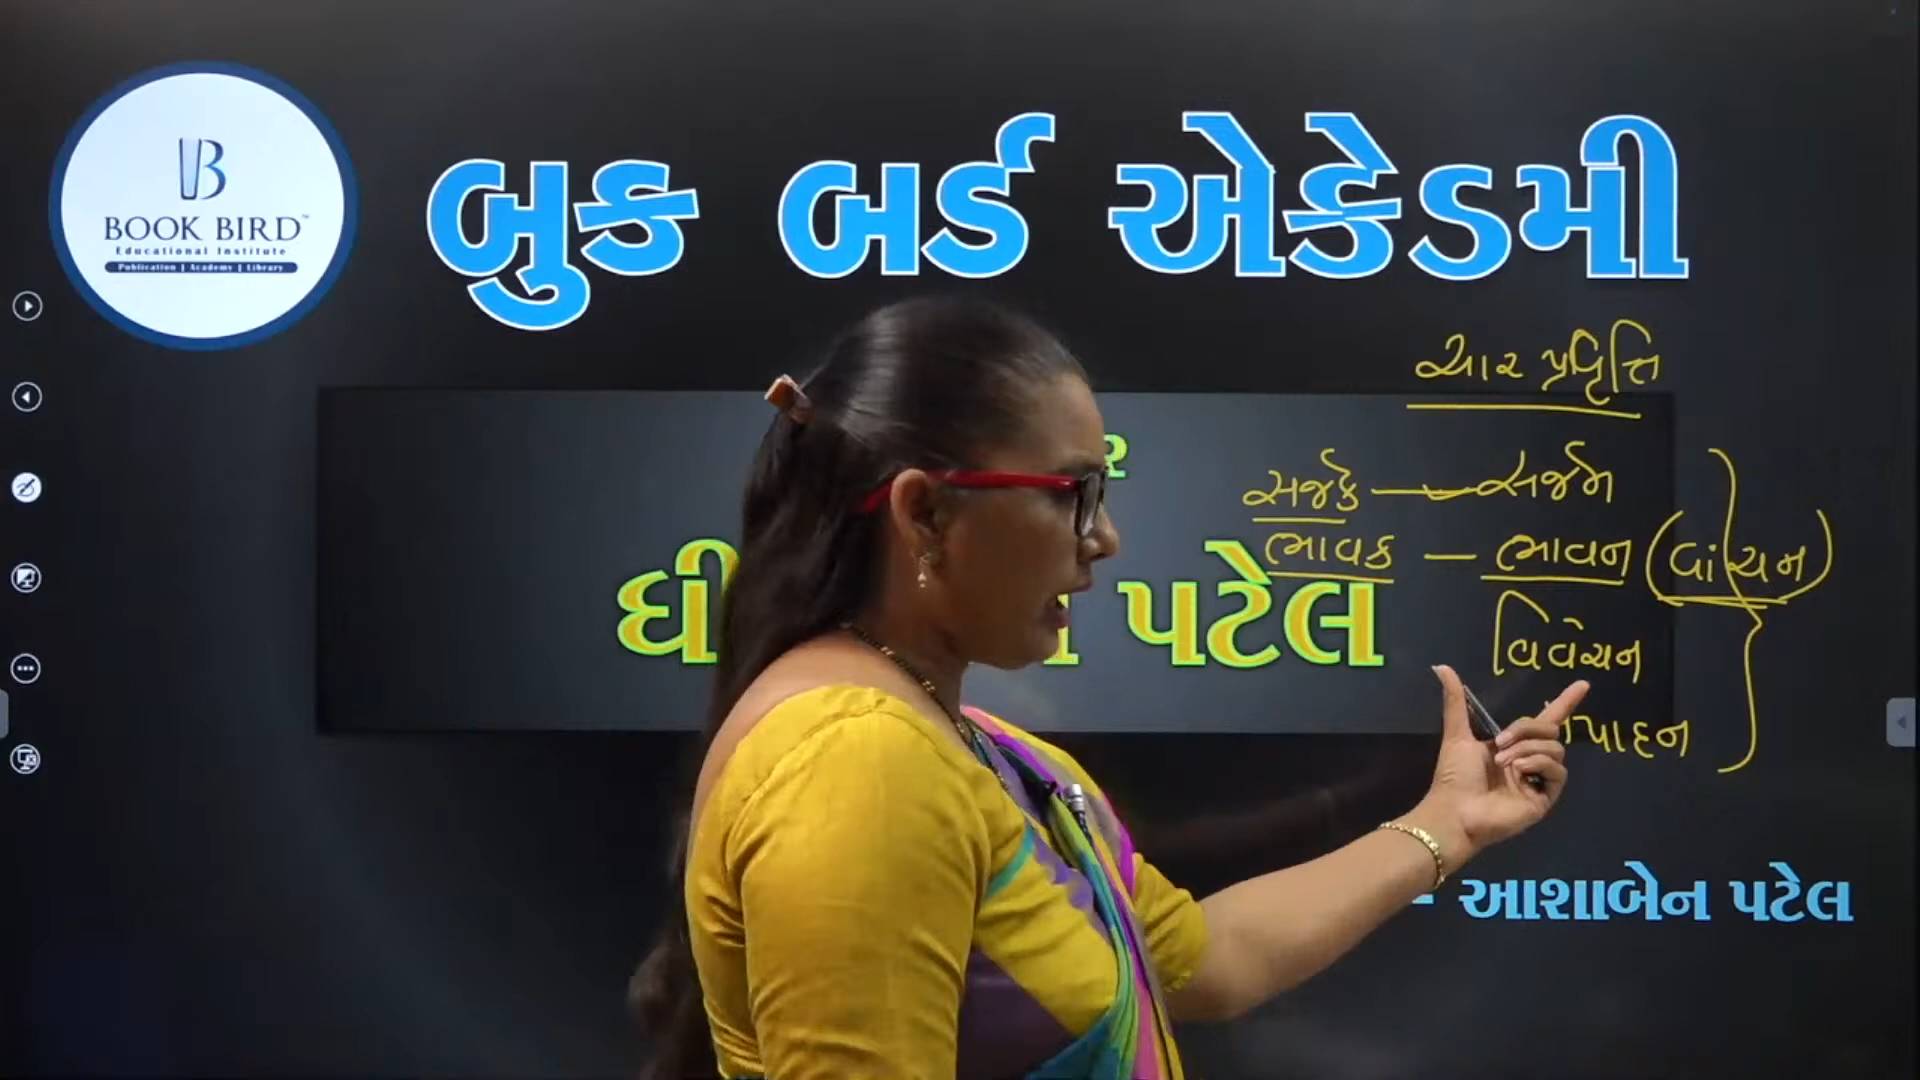 BOOK BIRD™
Educational Institute
Publication | Academy | Library
બુક બર્ડ એકેડમી
ચાર પ્રવૃત્તિ
સર્જક — સર્જન
ભાવક — ભાવન (વાંચન)
વિવેચન
પટેલ
- આશાબેન પટેલ